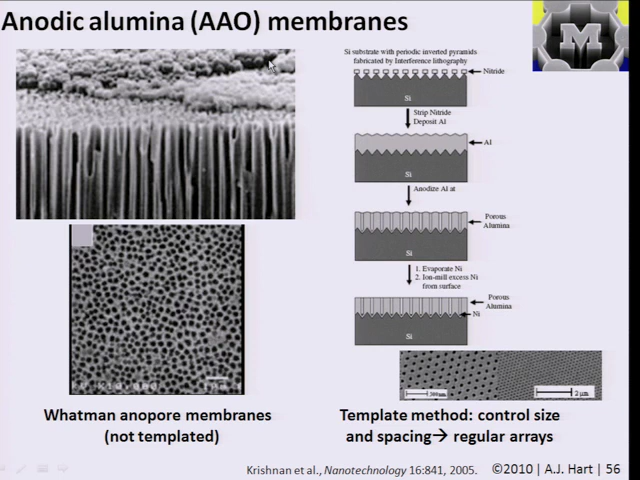 Anodic alumina (AAO) membranes
M
Si substrate with periodic inverted pyramids
fabricated by Interference lithography
Nitride
Si
Strip Nitride
Deposit Al
Al
Si
Anodize Al at
Porous
Alumina
Si
1. Evaporate Ni
2. Ion-mill excess Ni
from surface
Porous
Alumina
Ni
Si
2 μm
Whatman anopore membranes
(not templated)
Template method: control size
and spacing→ regular arrays
Krishnan et al., Nanotechnology 16:841, 2005.
©2010 | A.J. Hart | 56